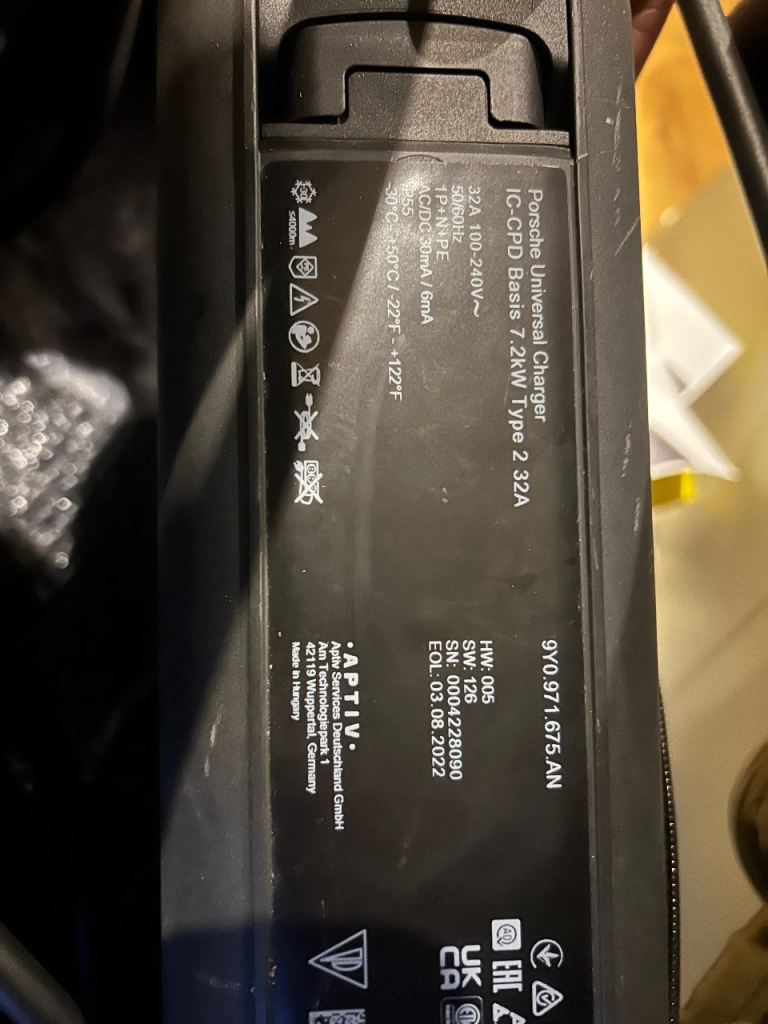 Porsche Universal Charger
IC-CPD Basis 7.2kW Type 2 32A
32A 100-240V~
50/60Hz
1P+N+PE
AC/DC 30mA / 6mA
-30°C - +50°C / -22°F - +122°F
≤4000m
9Y0.971.675.AN
HW: 005
SW: 126
SN: 0004228090
EOL: 03.08.2022
• A P T I V •
Aptiv Services Deutschland GmbH
Am Technologiepark 1
42119 Wuppertal, Germany
Made in Hungary
EAC
UK
CA